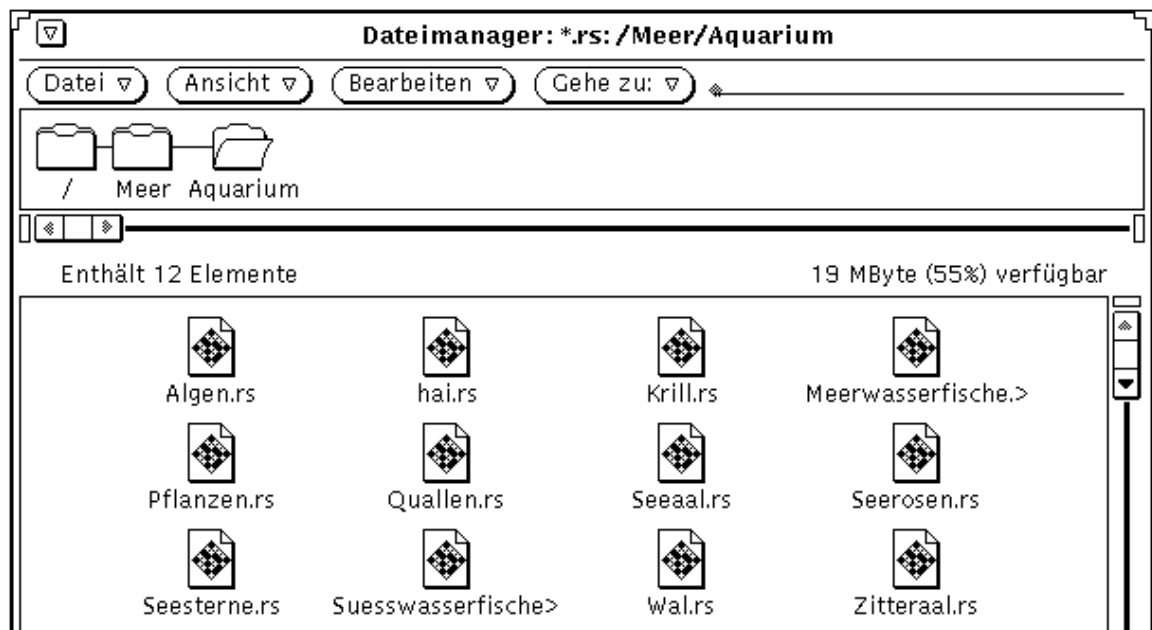 Dateimanager: *.rs: /Meer/Aquarium
Datei Ansicht Bearbeiten Gehe zu:
/ Meer Aquarium
Enthält 12 Elemente 19 MByte (55%) verfügbar
Algen.rs hai.rs Krill.rs Meerwasserfische.>
Pflanzen.rs Quallen.rs Seeaal.rs Seerosen.rs
Seesterne.rs Suesswasserfische> Wal.rs Zitteraal.rs